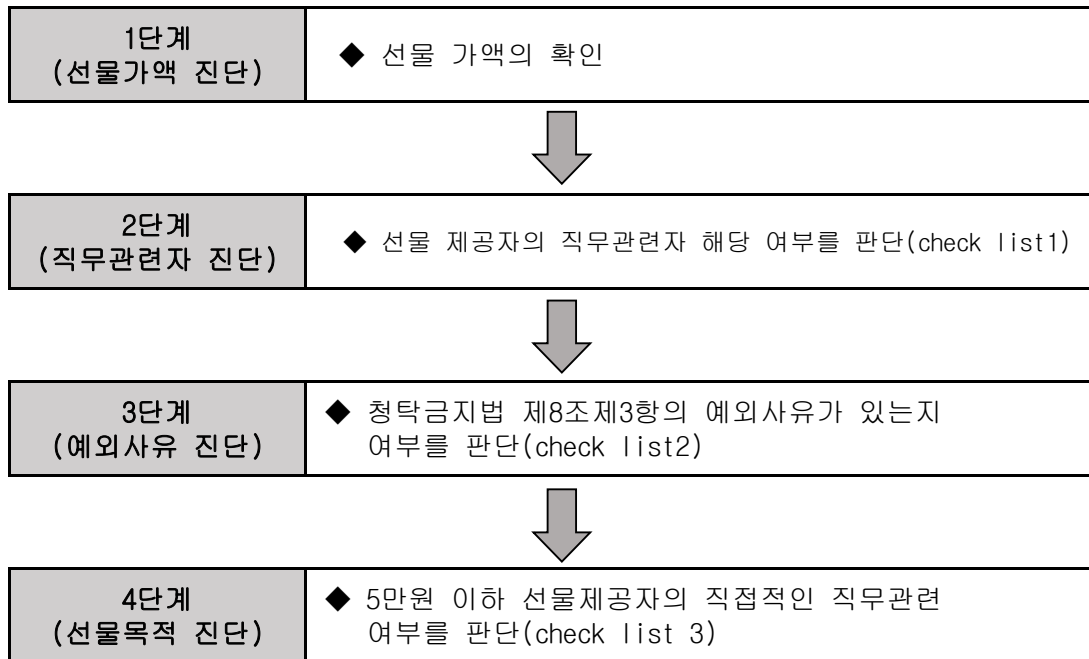 1단계
(선물가액 진단)
◆ 선물 가액의 확인
2단계
(직무관련자 진단)
◆ 선물 제공자의 직무관련자 해당 여부를 판단(check list1)
3단계
(예외사유 진단)
◆ 청탁금지법 제8조제3항의 예외사유가 있는지
여부를 판단(check list2)
4단계
(선물목적 진단)
◆ 5만원 이하 선물제공자의 직접적인 직무관련
여부를 판단(check list 3)